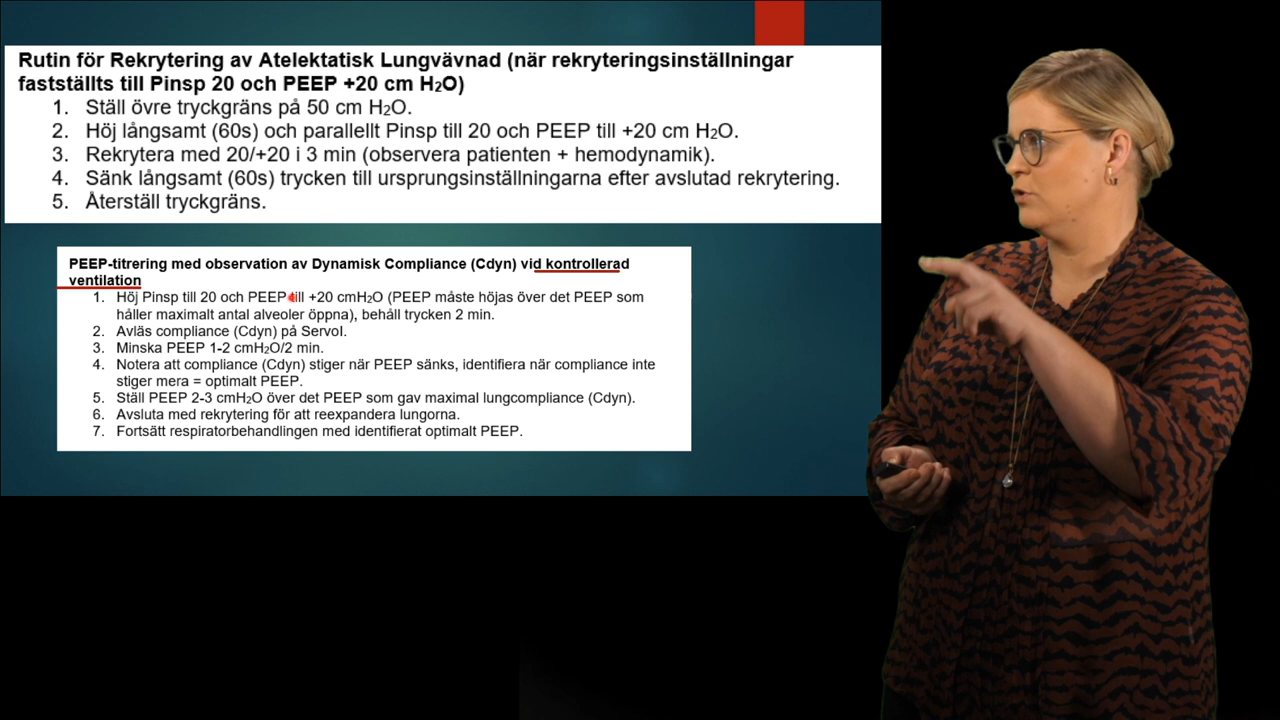 Rutin för Rekrytering av Atelektatisk Lungvävnad (när rekryteringsinställningar
fastställts till Pinsp 20 och PEEP +20 cm H₂O)
1. Ställ övre tryckgräns på 50 cm H₂O.
2. Höj långsamt (60s) och parallellt Pinsp till 20 och PEEP till +20 cm H₂O.
3. Rekrytera med 20/+20 i 3 min (observera patienten + hemodynamik).
4. Sänk långsamt (60s) trycken till ursprungsinställningarna efter avslutad rekrytering.
5. Återställ tryckgräns.
PEEP-titrering med observation av Dynamisk Compliance (Cdyn) vid kontrollerad
ventilation
1. Höj Pinsp till 20 och PEEP till +20 cmH₂O (PEEP måste höjas över det PEEP som
håller maximalt antal alveoler öppna), behåll trycken 2 min.
2. Avläs compliance (Cdyn) på ServoI.
3. Minska PEEP 1-2 cmH₂O/2 min.
4. Notera att compliance (Cdyn) stiger när PEEP sänks, identifiera när compliance inte
stiger mera = optimalt PEEP.
5. Ställ PEEP 2-3 cmH₂O över det PEEP som gav maximal lungcompliance (Cdyn).
6. Avsluta med rekrytering för att reexpandera lungorna.
7. Fortsätt respiratorbehandlingen med identifierat optimalt PEEP.